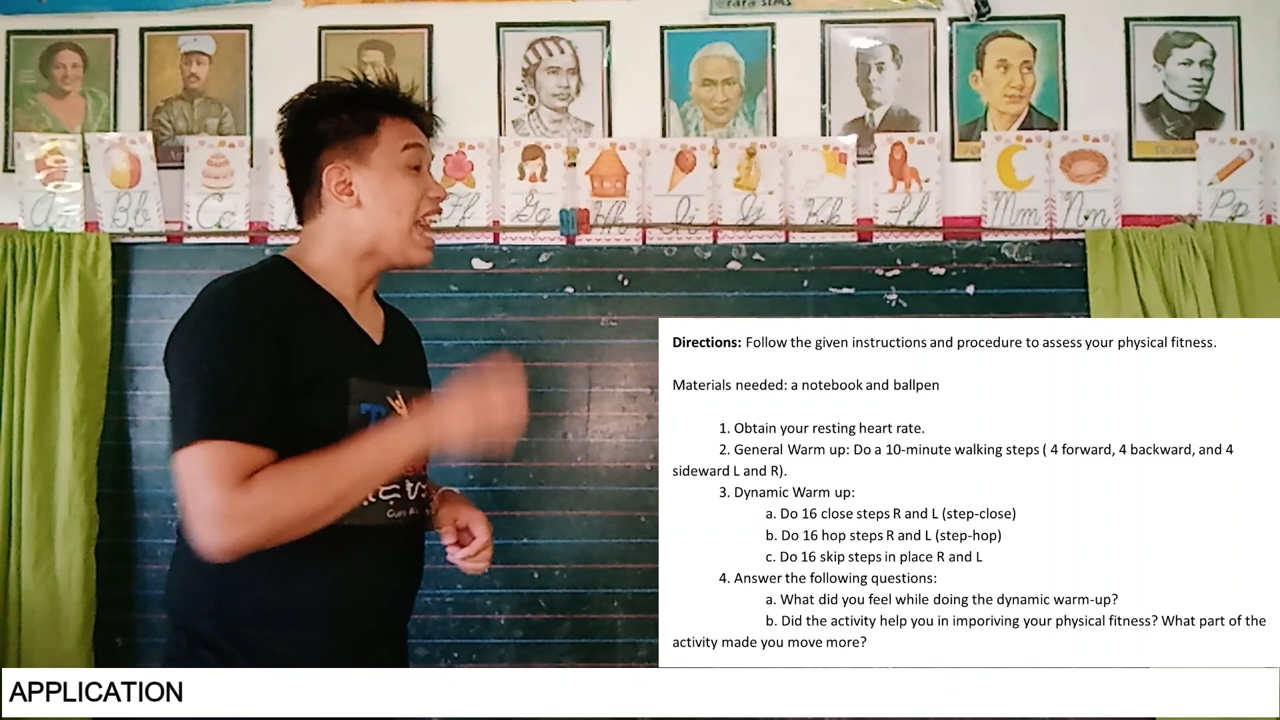 Aa
Bb
Cc
Ff
Gg
Hh
Ii
Jj
Kk
Ll
Mm
Nn
Pp
Directions: Follow the given instructions and procedure to assess your physical fitness.
Materials needed: a notebook and ballpen
1. Obtain your resting heart rate.
2. General Warm up: Do a 10-minute walking steps ( 4 forward, 4 backward, and 4
sideward L and R).
3. Dynamic Warm up:
a. Do 16 close steps R and L (step-close)
b. Do 16 hop steps R and L (step-hop)
c. Do 16 skip steps in place R and L
4. Answer the following questions:
a. What did you feel while doing the dynamic warm-up?
b. Did the activity help you in imporiving your physical fitness? What part of the
activity made you move more?
APPLICATION